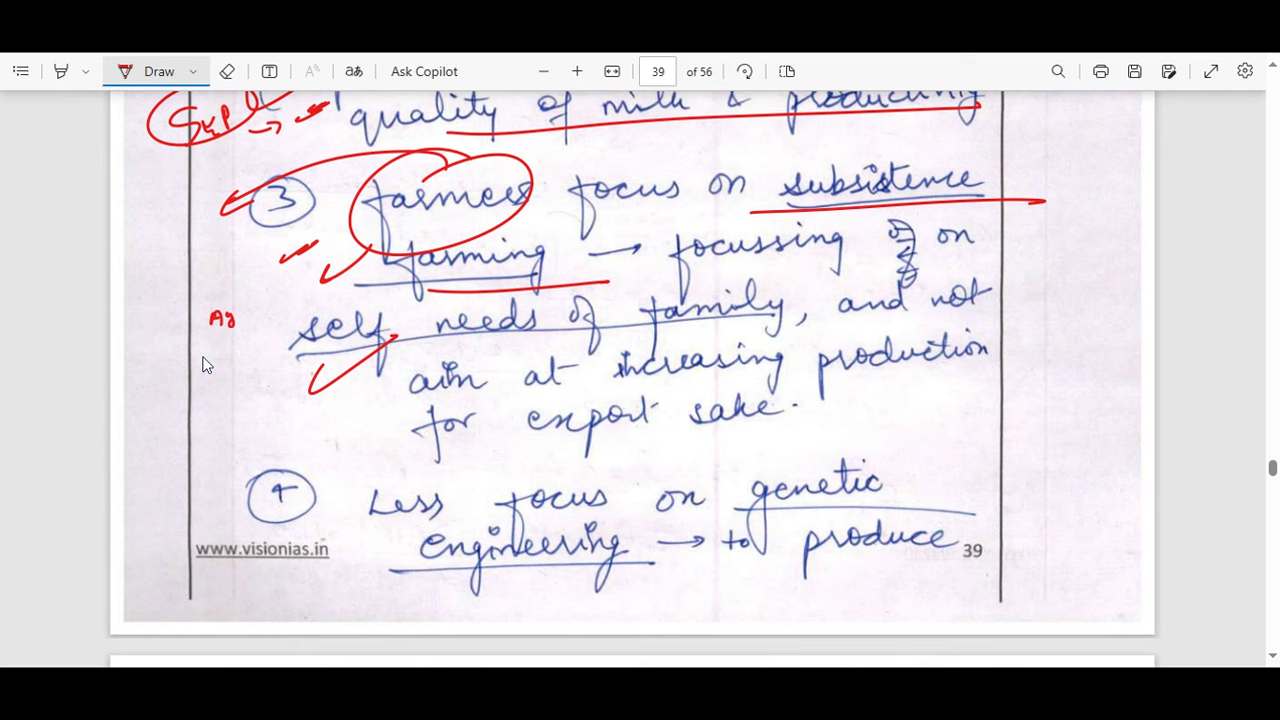 Draw
Ask Copilot
39 of 56
quality of milk &
3 farmers focus on subsistence
farming → focussing on
Ag
self needs of family, and not
aim at increasing production
for export sake.
4 Less focus on genetic
engineering → to produce
www.visionias.in
39